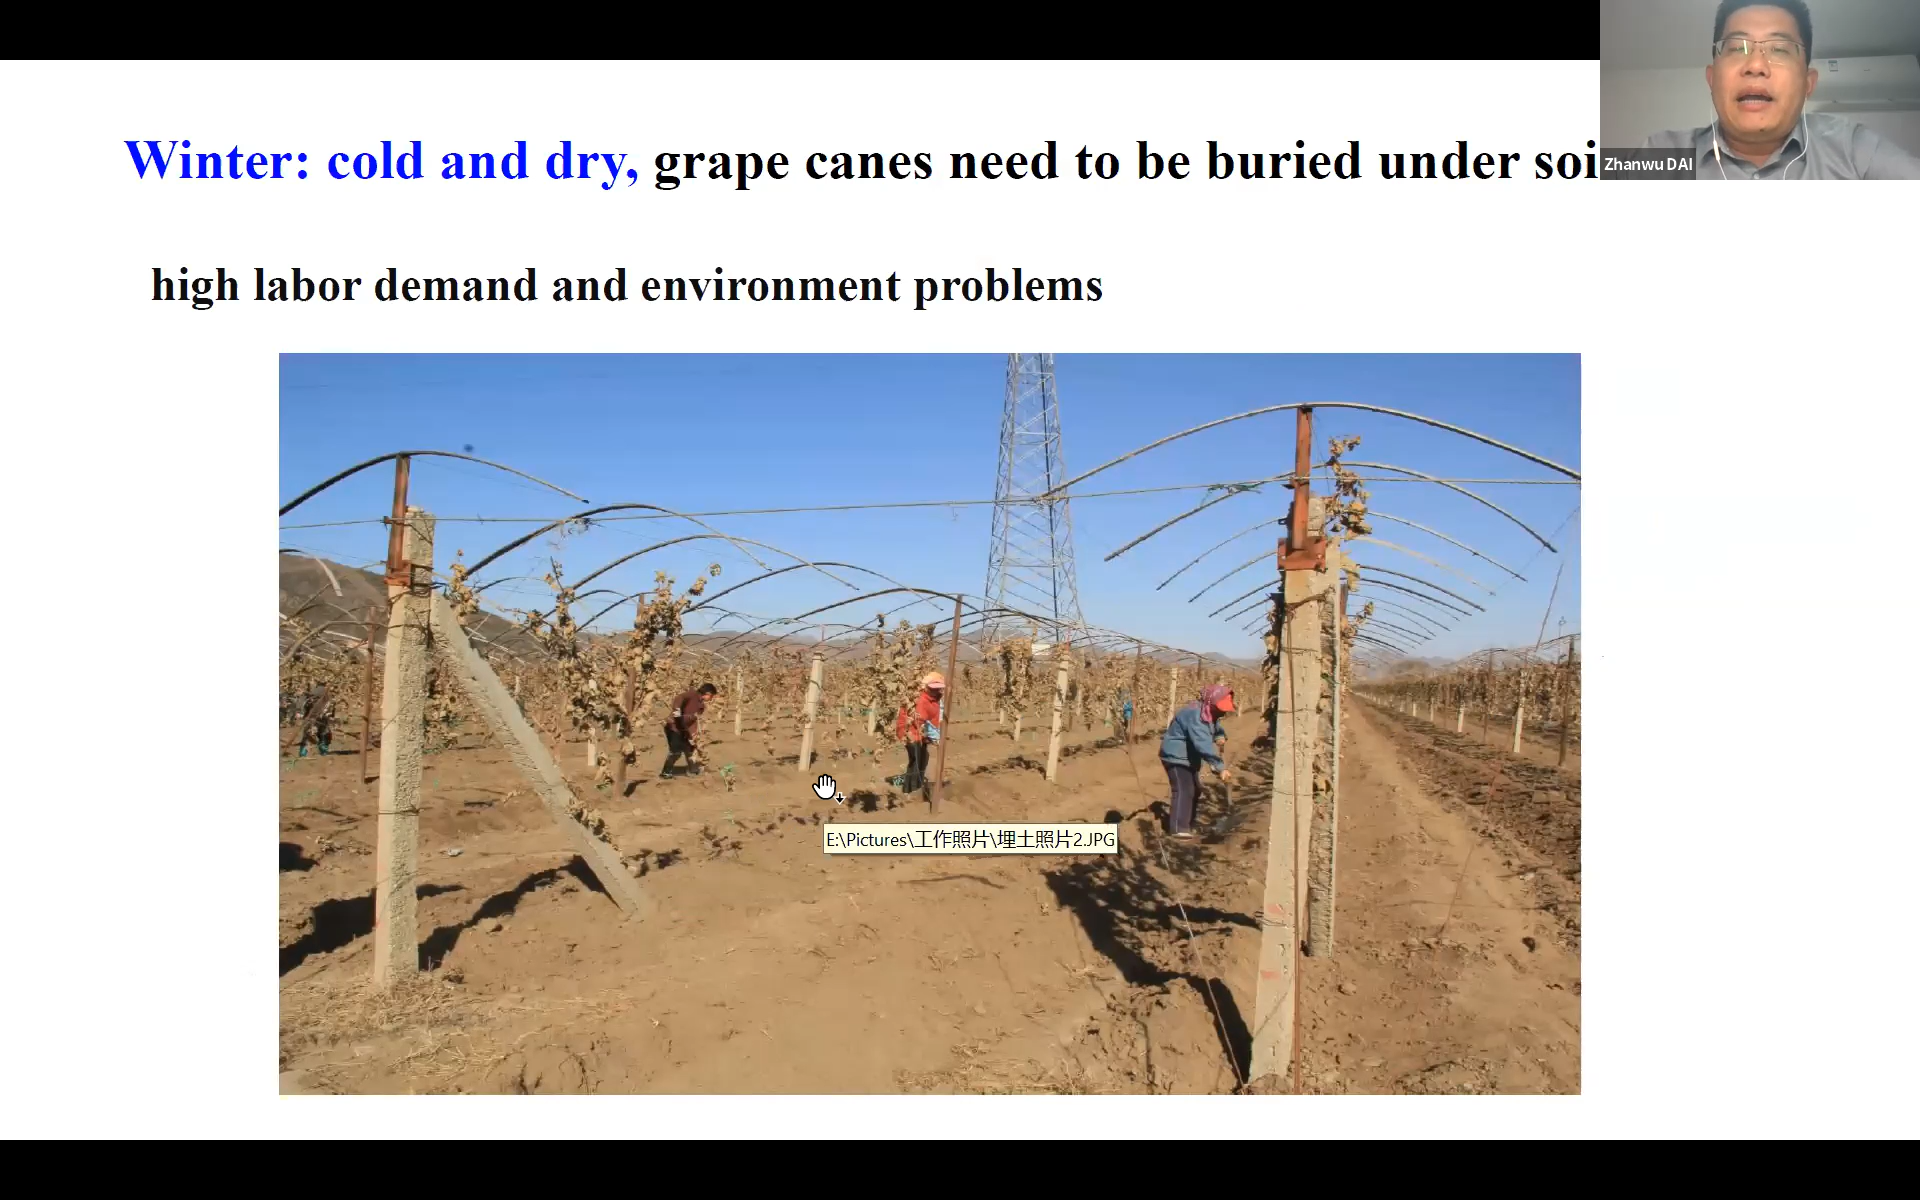 Winter: cold and dry, grape canes need to be buried under soi
Zhanwu DAI
high labor demand and environment problems
E:\Pictures\工作照片\埋土照片2.JPG